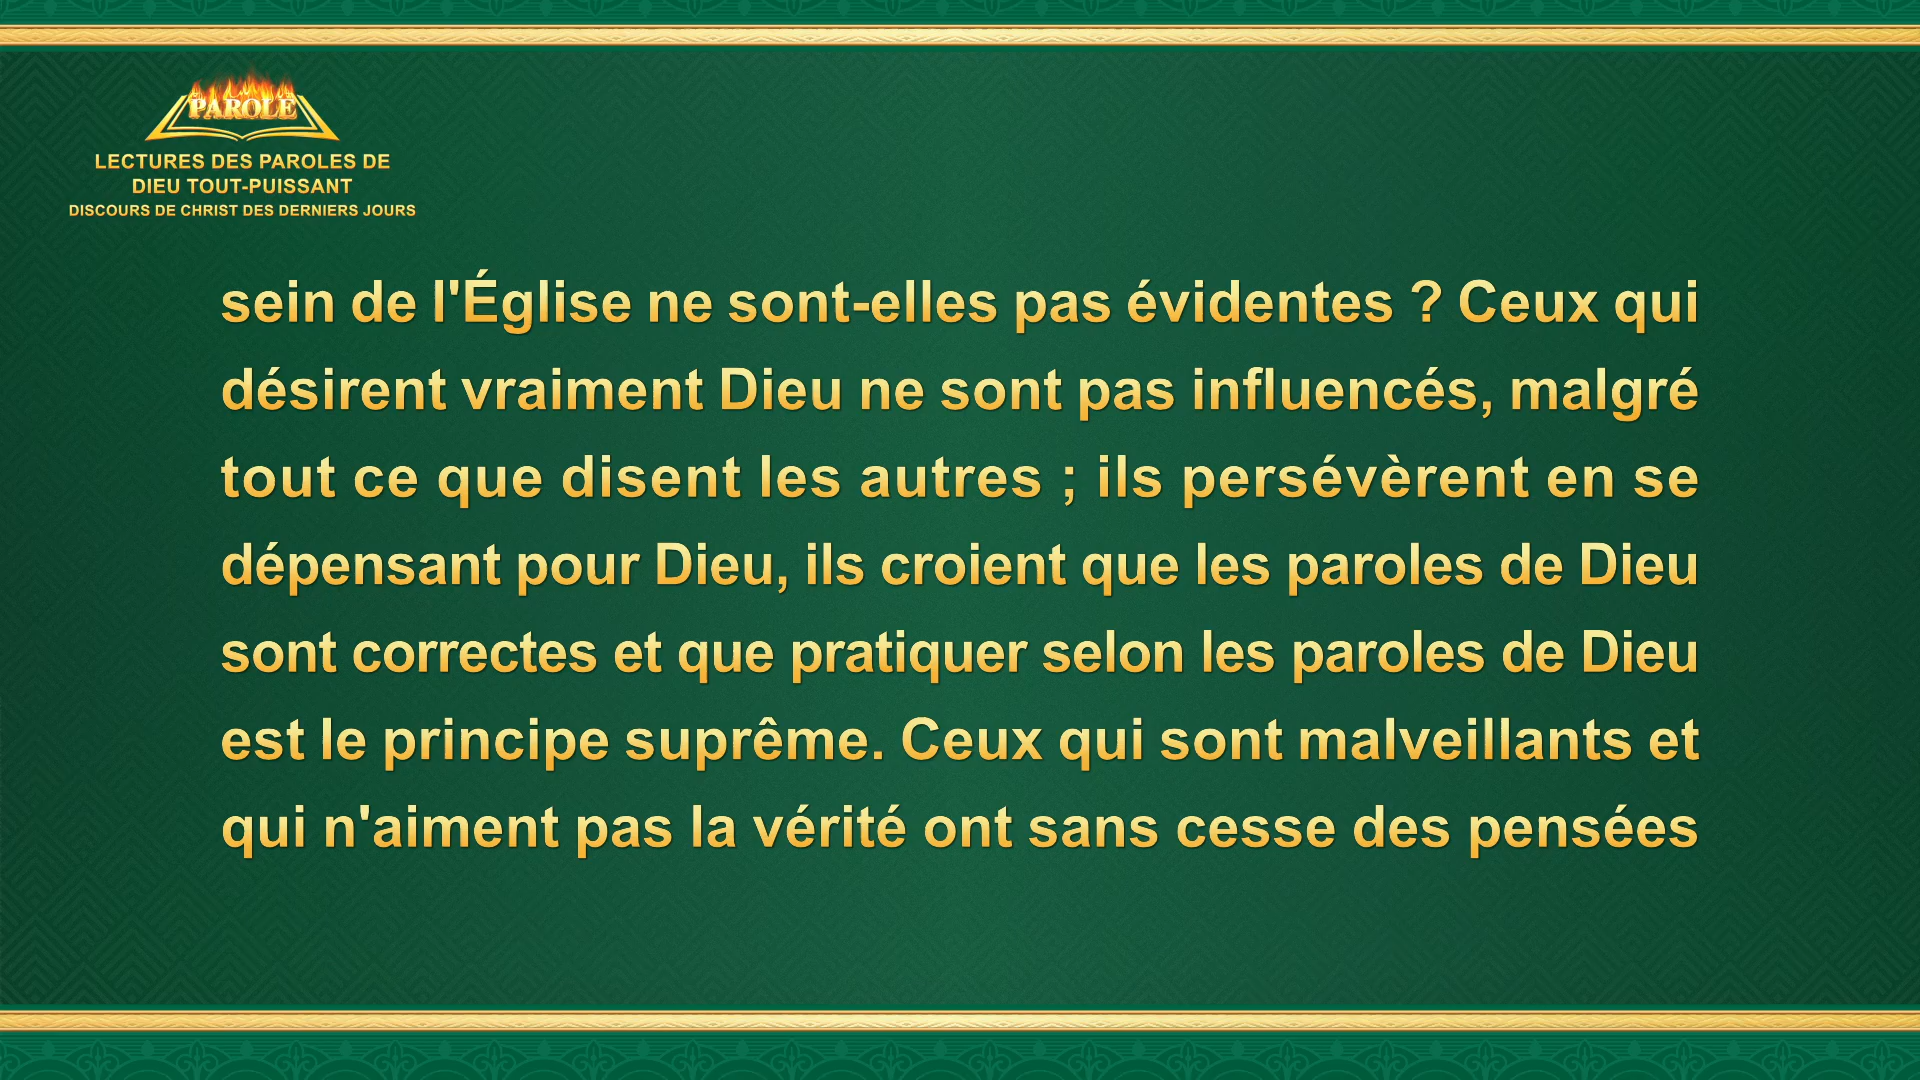 PAROLE
LECTURES DES PAROLES DE
DIEU TOUT-PUISSANT
DISCOURS DE CHRIST DES DERNIERS JOURS
sein de l'Église ne sont-elles pas évidentes ? Ceux qui
désirent vraiment Dieu ne sont pas influencés, malgré
tout ce que disent les autres ; ils persévèrent en se
dépensant pour Dieu, ils croient que les paroles de Dieu
sont correctes et que pratiquer selon les paroles de Dieu
est le principe suprême. Ceux qui sont malveillants et
qui n'aiment pas la vérité ont sans cesse des pensées